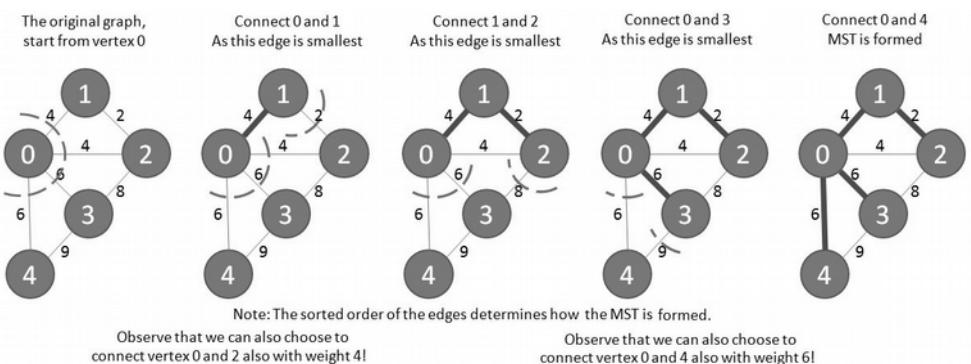 The original graph,
start from vertex 0
Connect 0 and 1
As this edge is smallest
Connect 1 and 2
As this edge is smallest
Connect 0 and 3
As this edge is smallest
Connect 0 and 4
MST is formed
1
4 2
0 4 2
6 8
6 3
9
4
1
4 2
0 4 2
6 8
6 3
9
4
1
4 2
0 4 2
6 8
6 3
9
4
1
4 2
0 4 2
6 8
6 3
9
4
1
4 2
0 4 2
6 8
6 3
9
4
Note: The sorted order of the edges determines how the MST is formed.
Observe that we can also choose to
connect vertex 0 and 2 also with weight 4!
Observe that we can also choose to
connect vertex 0 and 4 also with weight 6!